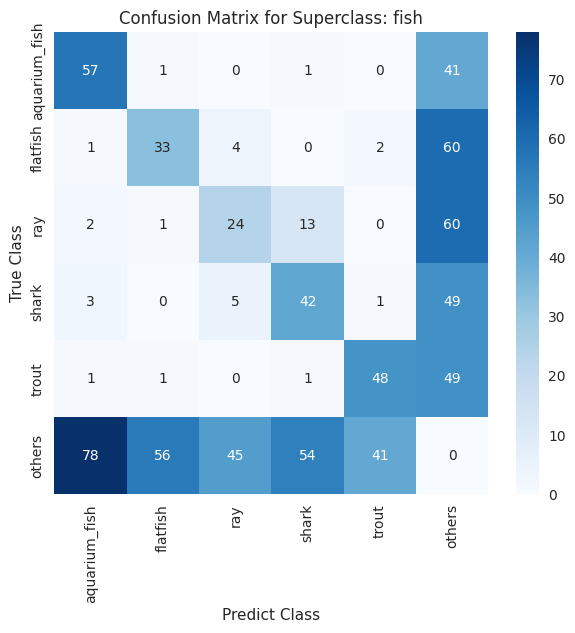 Confusion Matrix for Superclass: fish
True Class
aquarium_fish 57 1 0 1 0 41
flatfish 1 33 4 0 2 60
ray 2 1 24 13 0 60
shark 3 0 5 42 1 49
trout 1 1 0 1 48 49
others 78 56 45 54 41 0
aquarium_fish flatfish ray shark trout others
Predict Class
70
60
50
40
30
20
10
0